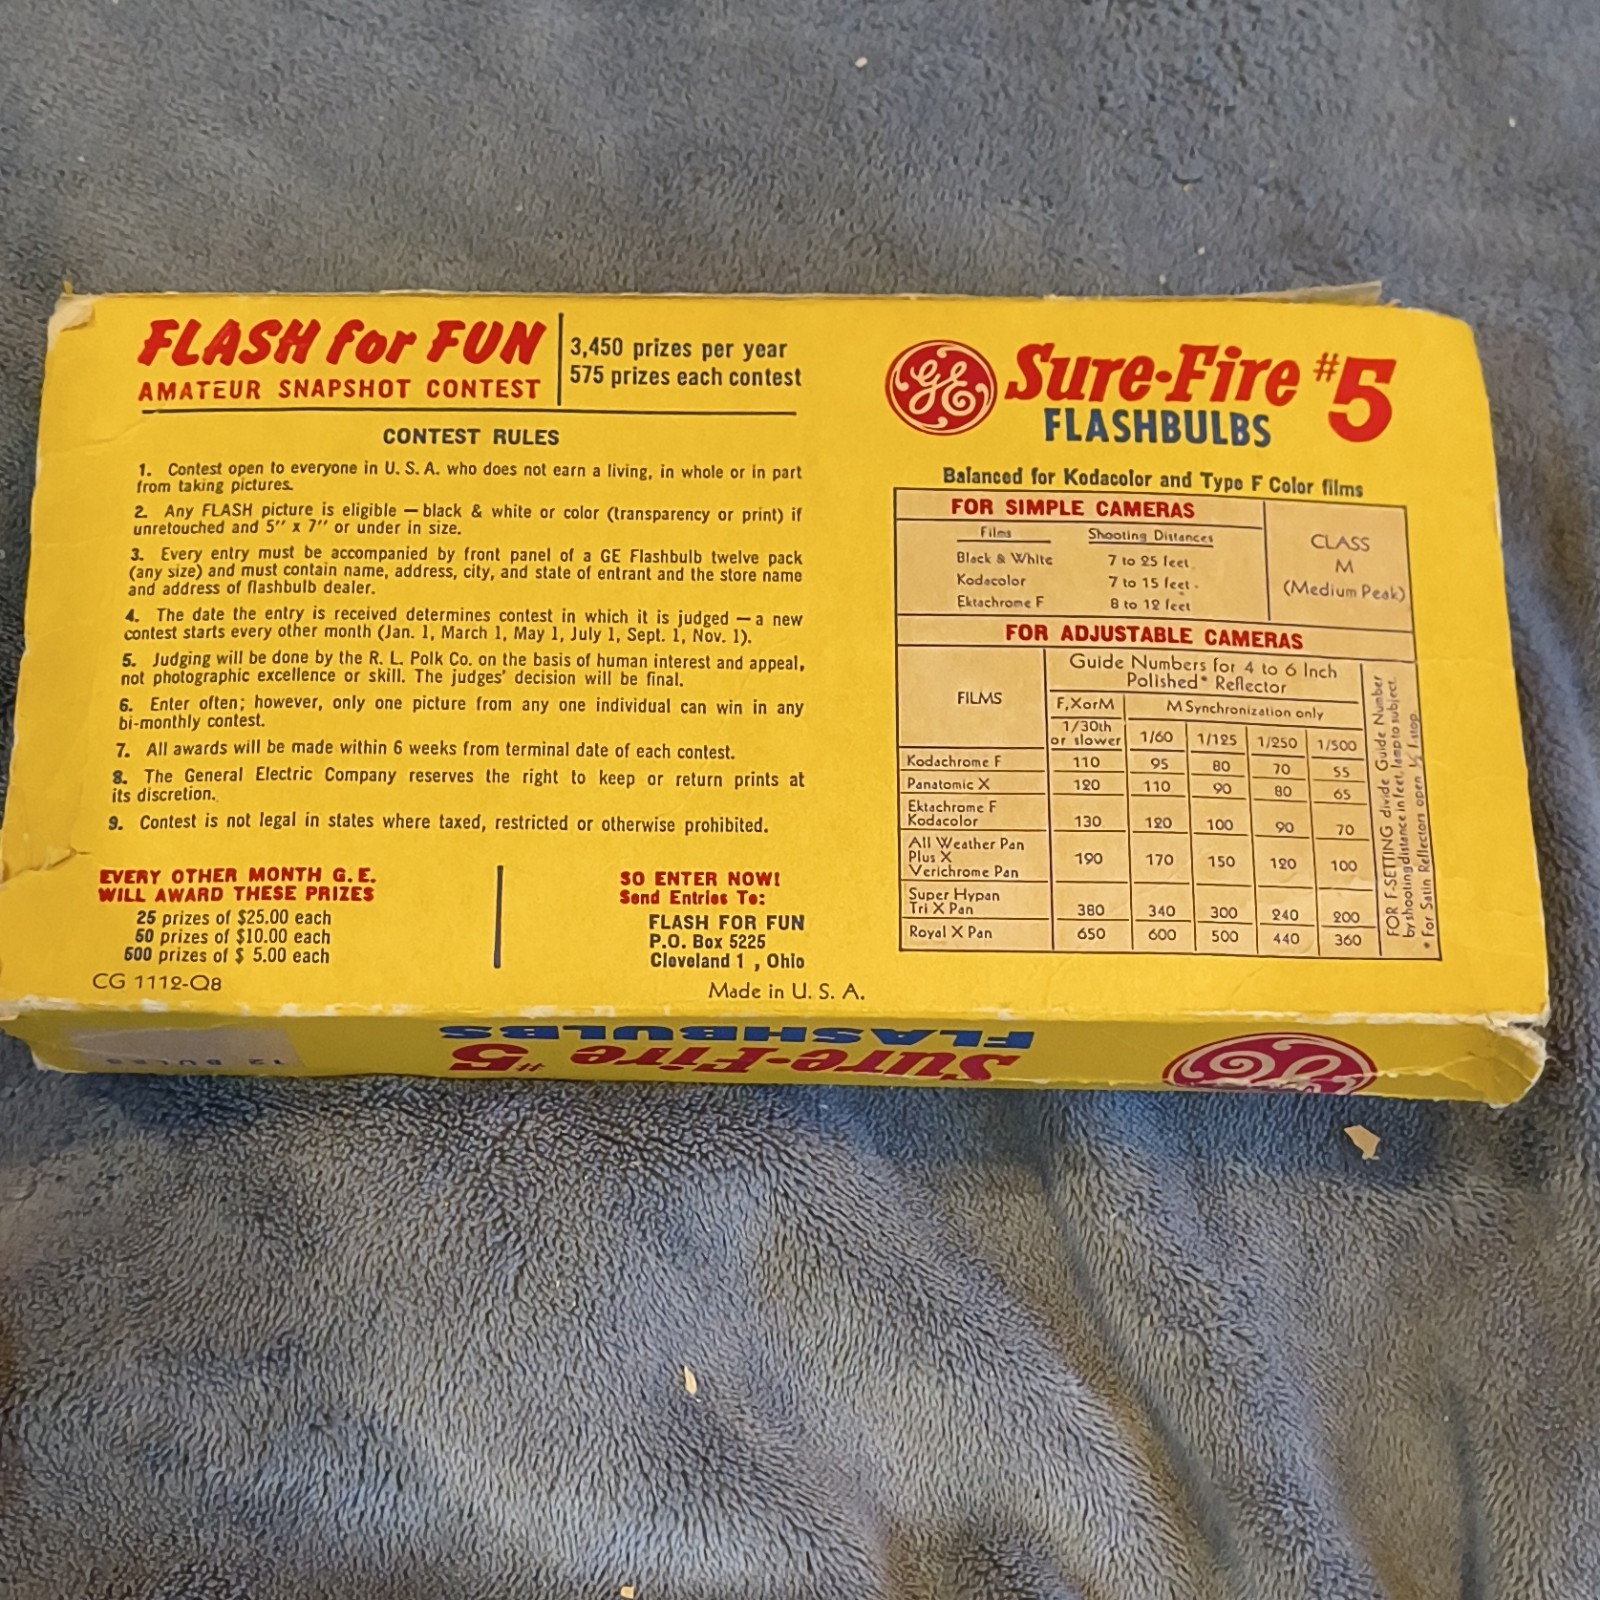 FLASH for FUN
AMATEUR SNAPSHOT CONTEST
3,450 prizes per year
575 prizes each contest
CONTEST RULES
1. Contest open to everyone in U. S. A. who does not earn a living, in whole or in part
from taking pictures.
2. Any FLASH picture is eligible — black & white or color (transparency or print) if
unretouched and 5″ x 7″ or under in size.
3. Every entry must be accompanied by front panel of a GE Flashbulb twelve pack
(any size) and must contain name, address, city, and state of entrant and the store name
and address of flashbulb dealer.
4. The date the entry is received determines contest in which it is judged — a new
contest starts every other month (Jan. 1, March 1, May 1, July 1, Sept. 1, Nov. 1).
5. Judging will be done by the R. L. Polk Co. on the basis of human interest and appeal,
not photographic excellence or skill. The judges' decision will be final.
6. Enter often; however, only one picture from any one individual can win in any
bi-monthly contest.
7. All awards will be made within 6 weeks from terminal date of each contest.
8. The General Electric Company reserves the right to keep or return prints at
its discretion.
9. Contest is not legal in states where taxed, restricted or otherwise prohibited.
EVERY OTHER MONTH G. E.
WILL AWARD THESE PRIZES
25 prizes of $25.00 each
50 prizes of $10.00 each
500 prizes of $ 5.00 each
CG 1112-Q8
SO ENTER NOW!
Send Entries To:
FLASH FOR FUN
P.O. Box 5225
Cleveland 1 , Ohio
Made in U. S. A.
GE Sure-Fire #5
FLASHBULBS
Balanced for Kodacolor and Type F Color films
FOR SIMPLE CAMERAS
Films Shooting Distances
Black & White 7 to 25 feet
Kodacolor 7 to 15 feet
Ektachrome F 8 to 12 feet
CLASS
M
(Medium Peak)
FOR ADJUSTABLE CAMERAS
FILMS
Guide Numbers for 4 to 6 Inch
Polished* Reflector
F,XorM M Synchronization only
1/30th
or slower 1/60 1/125 1/250 1/500
Kodachrome F 110 95 80 70 55
Panatomic X 120 110 90 80 65
Ektachrome F
Kodacolor 130 120 100 90 70
All Weather Pan
Plus X 190 170 150 120 100
Verichrome Pan
Super Hypan
Tri X Pan 380 340 300 240 200
Royal X Pan 650 600 500 440 360
FOR F-SETTING divide Guide Number
by shooting distance in feet, lamp to subject.
* For Satin Reflectors open ½ stop.
GE
Sure-Fire #5
FLASHBULBS
12 BULBS